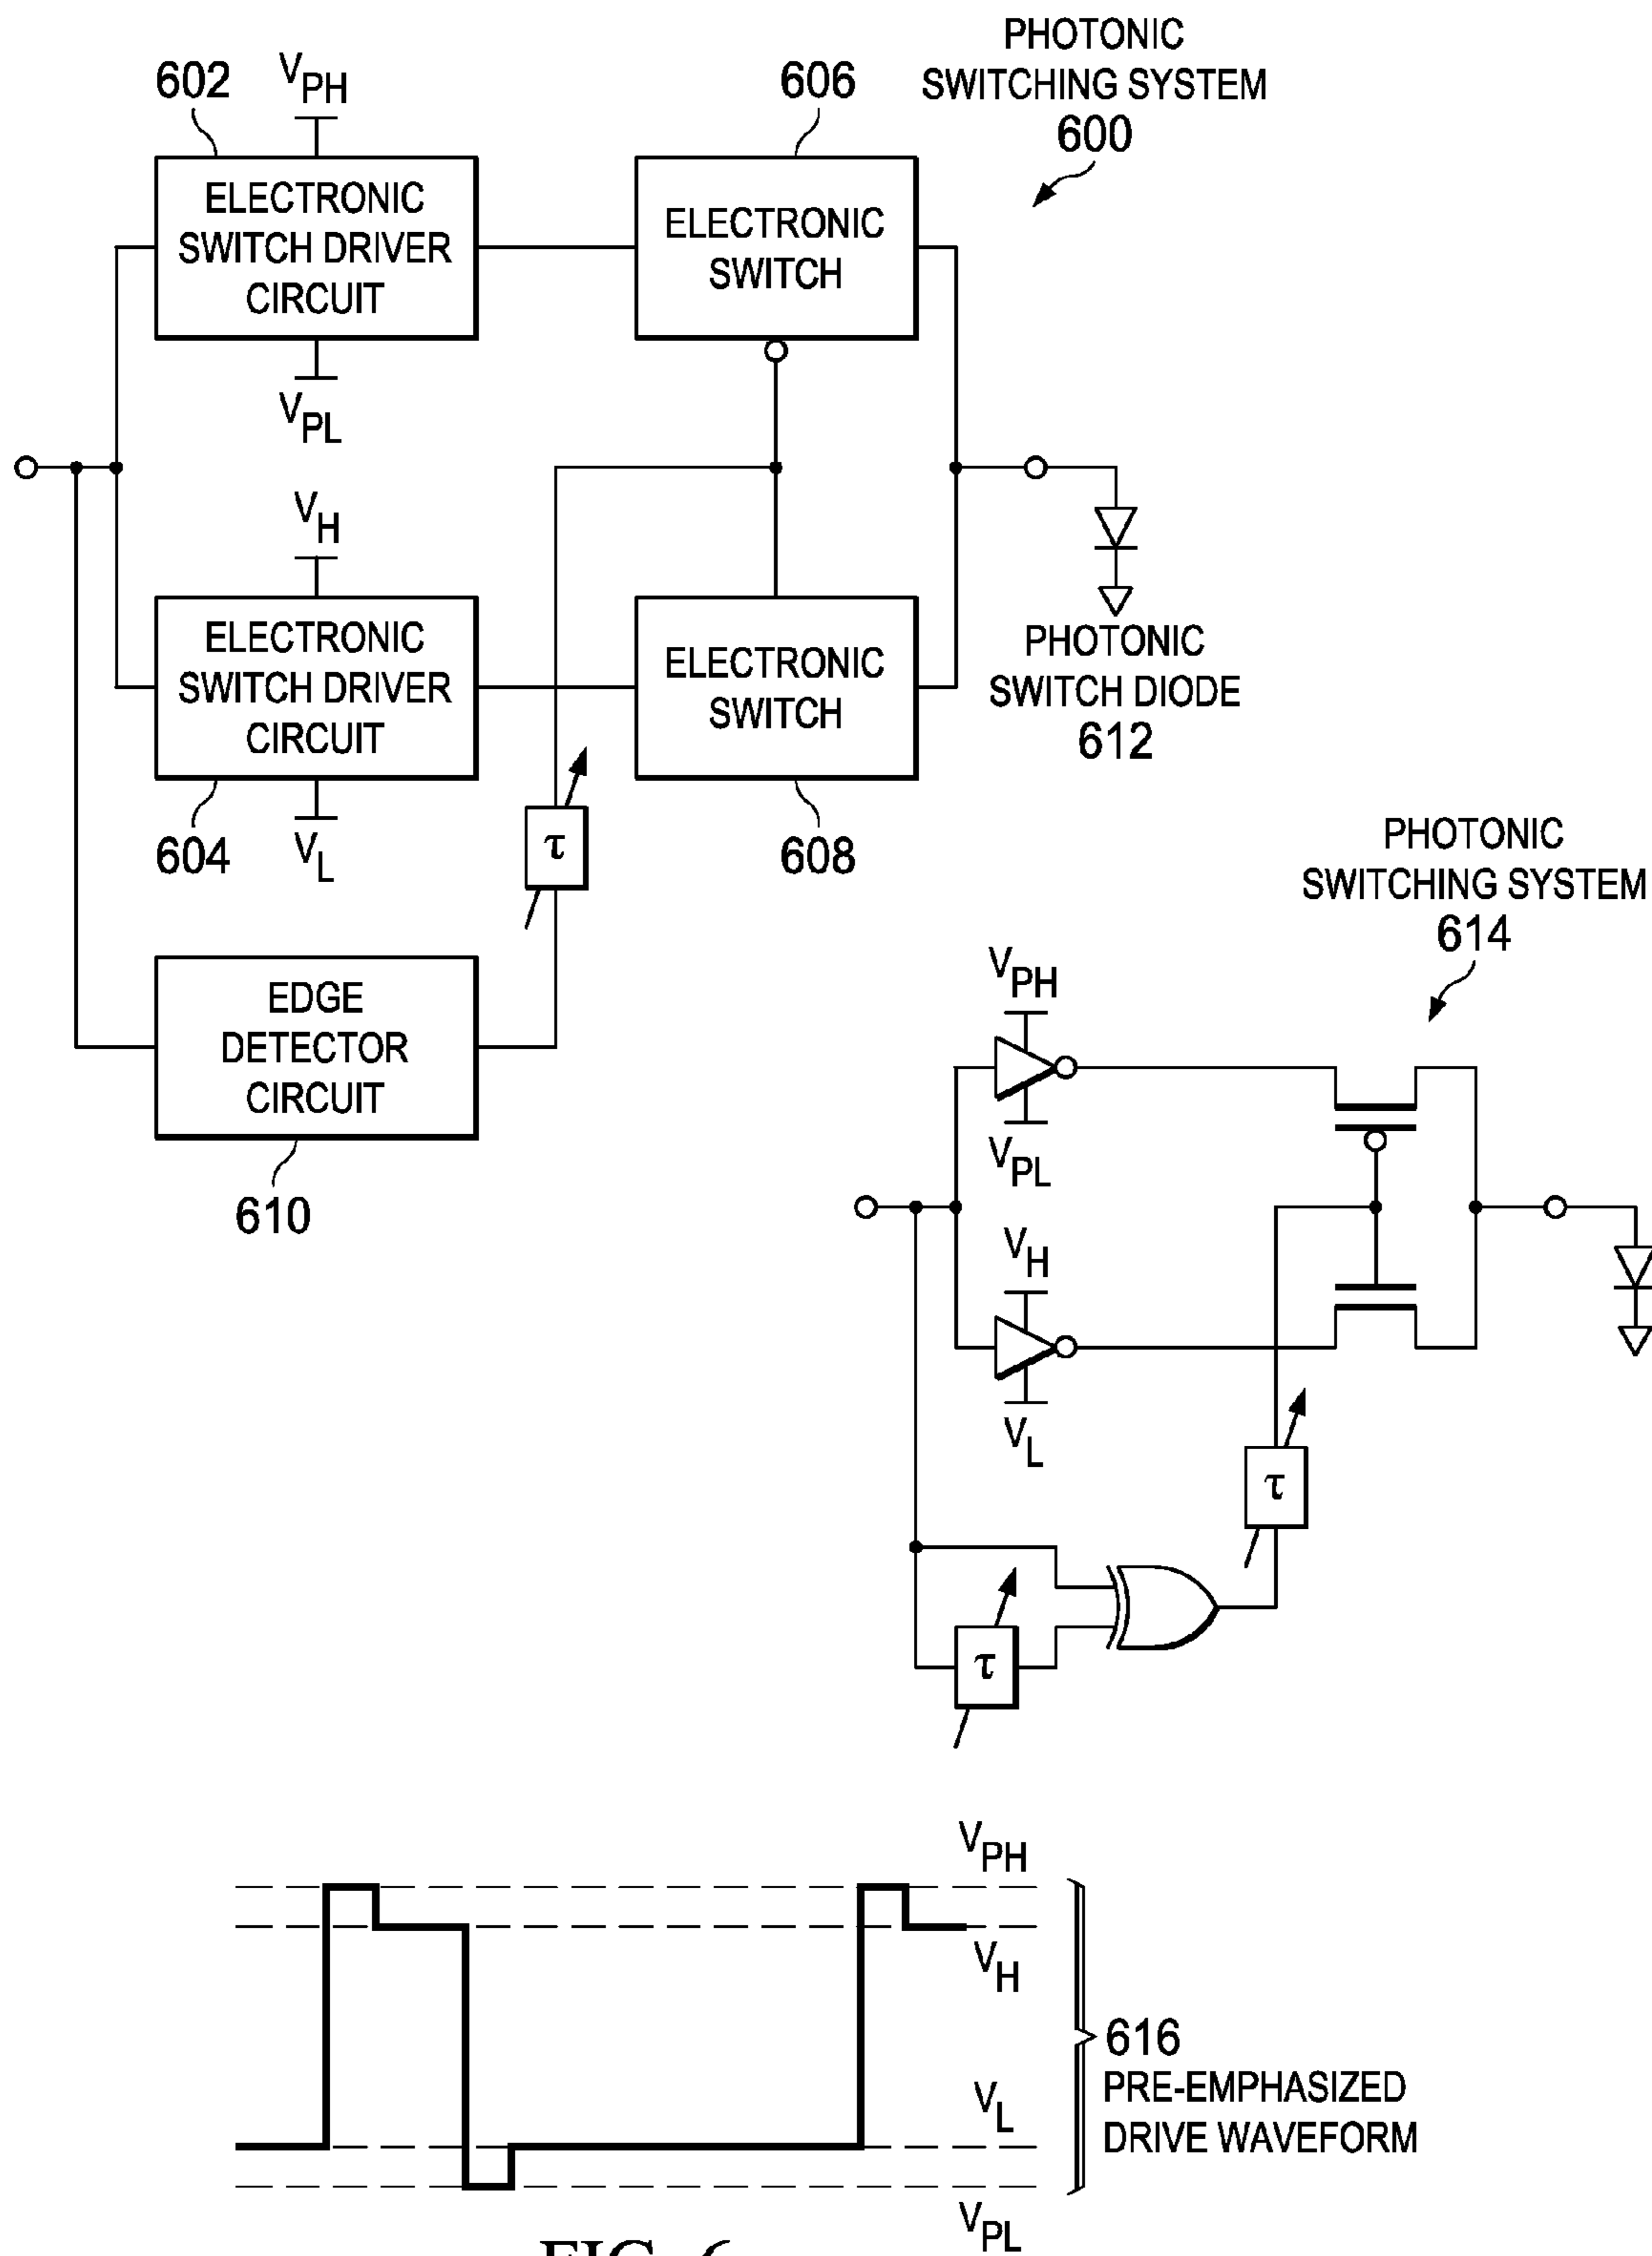 PHOTONIC
SWITCHING SYSTEM
600
602
VPH
606
ELECTRONIC
SWITCH DRIVER
CIRCUIT
ELECTRONIC
SWITCH
VPL
VH
ELECTRONIC
SWITCH DRIVER
CIRCUIT
ELECTRONIC
SWITCH
PHOTONIC
SWITCH DIODE
612
604
VL
τ
608
PHOTONIC
SWITCHING SYSTEM
614
EDGE
DETECTOR
CIRCUIT
610
VPH
VPL
VH
VL
τ
τ
VPH
VH
616
PRE-EMPHASIZED
DRIVE WAVEFORM
VL
VPL
FIG. 6